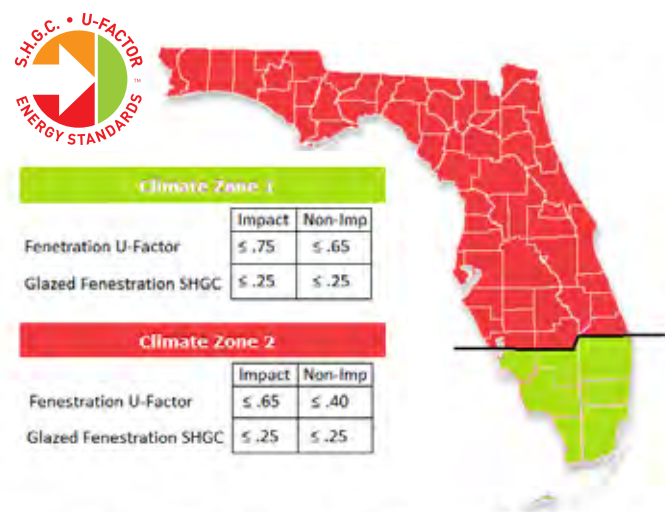 S.H.G.C. • U-FACTOR
ENERGY STANDARDS
TM
Climate Zone 1
Impact Non-Imp
Fenetration U-Factor ≤ .75 ≤ .65
Glazed Fenestration SHGC ≤ .25 ≤ .25
Climate Zone 2
Impact Non-Imp
Fenestration U-Factor ≤ .65 ≤ .40
Glazed Fenestration SHGC ≤ .25 ≤ .25